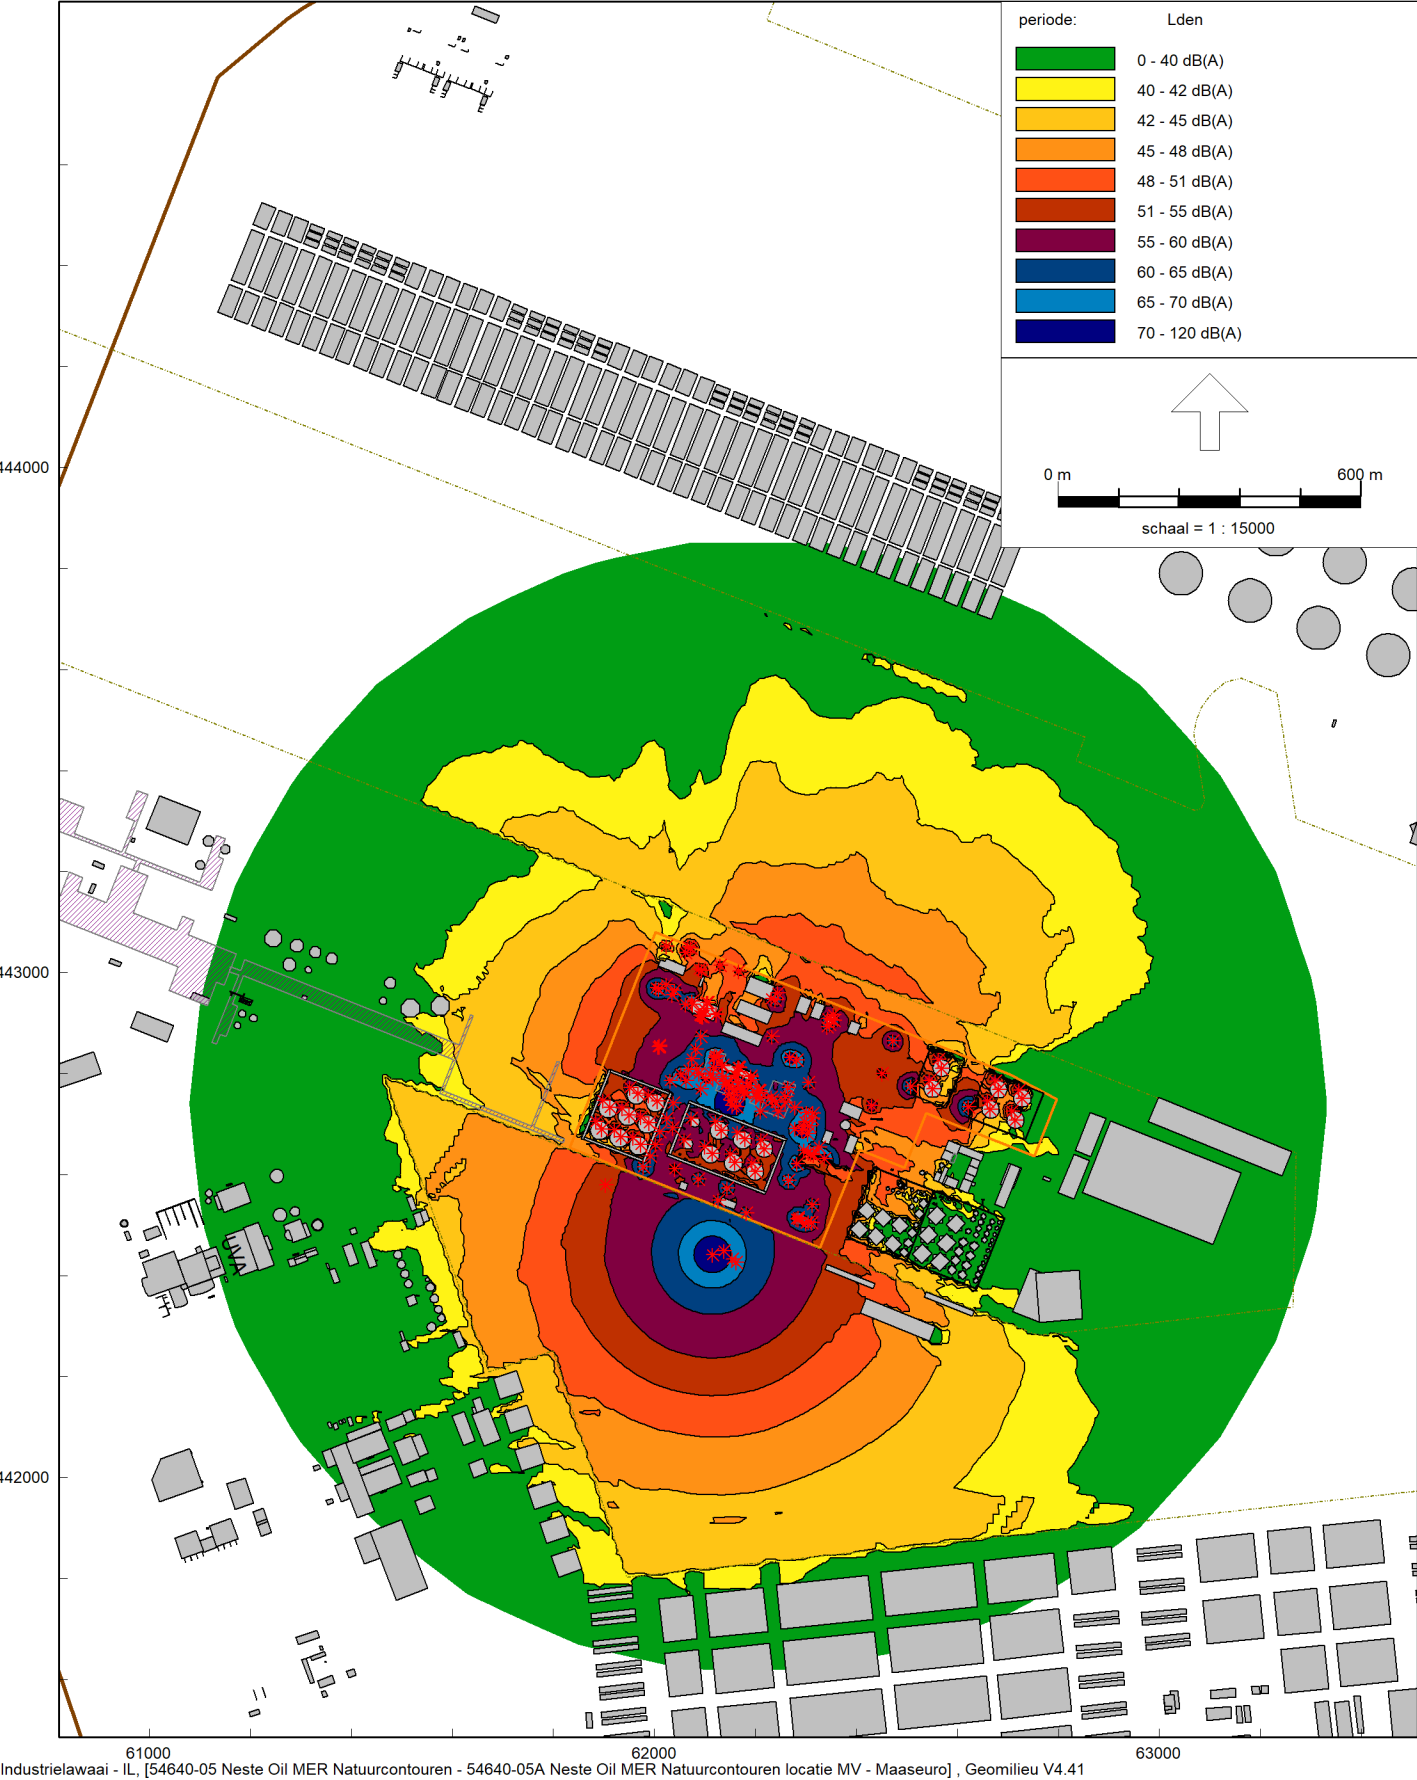 periode: Lden
0 - 40 dB(A)
40 - 42 dB(A)
42 - 45 dB(A)
45 - 48 dB(A)
48 - 51 dB(A)
51 - 55 dB(A)
55 - 60 dB(A)
60 - 65 dB(A)
65 - 70 dB(A)
70 - 120 dB(A)
0 m 600 m
schaal = 1 : 15000
444000
443000
UVA
442000
61000 62000 63000
Industrielawaai - IL, [54640-05 Neste Oil MER Natuurcontouren - 54640-05A Neste Oil MER Natuurcontouren locatie MV - Maaseuro] , Geomilieu V4.41